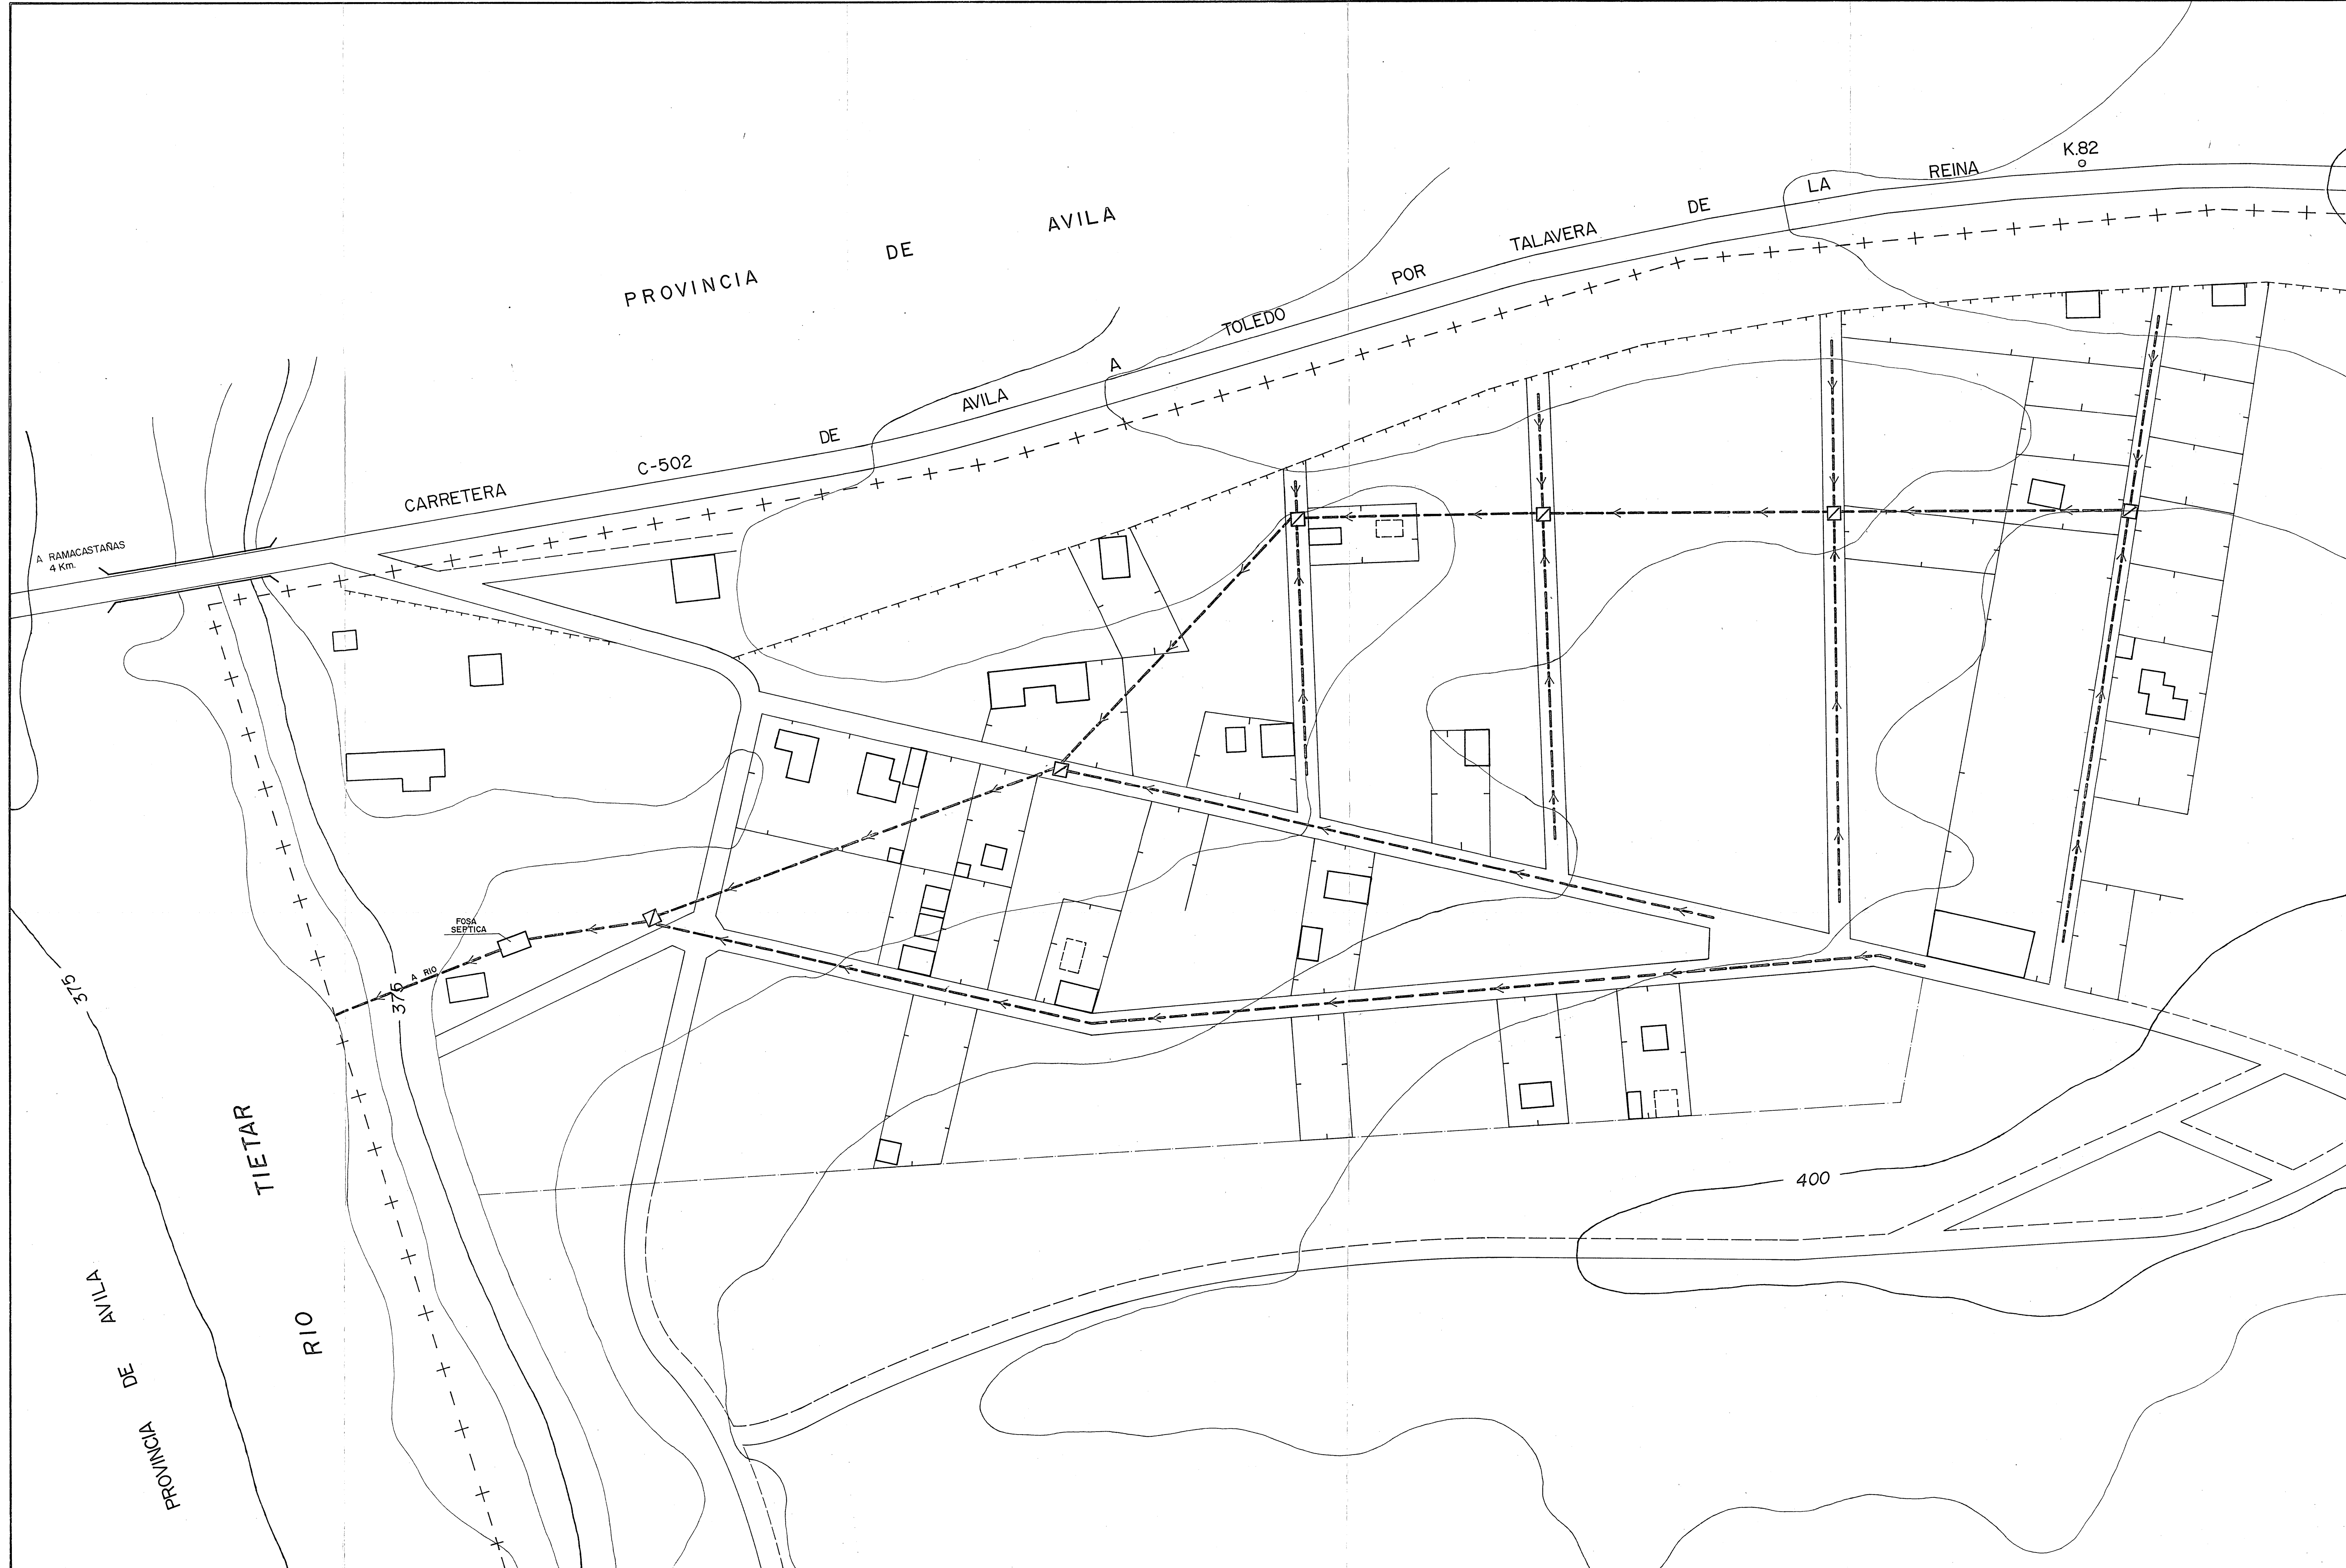 K.82
CARRETERA C-502 DE AVILA A TOLEDO POR TALAVERA DE LA REINA
PROVINCIA DE AVILA
A RAMACASTAÑAS
4 Km.
FOSA
SEPTICA
A RIO
375
375
RIO TIETAR
400
PROVINCIA DE AVILA